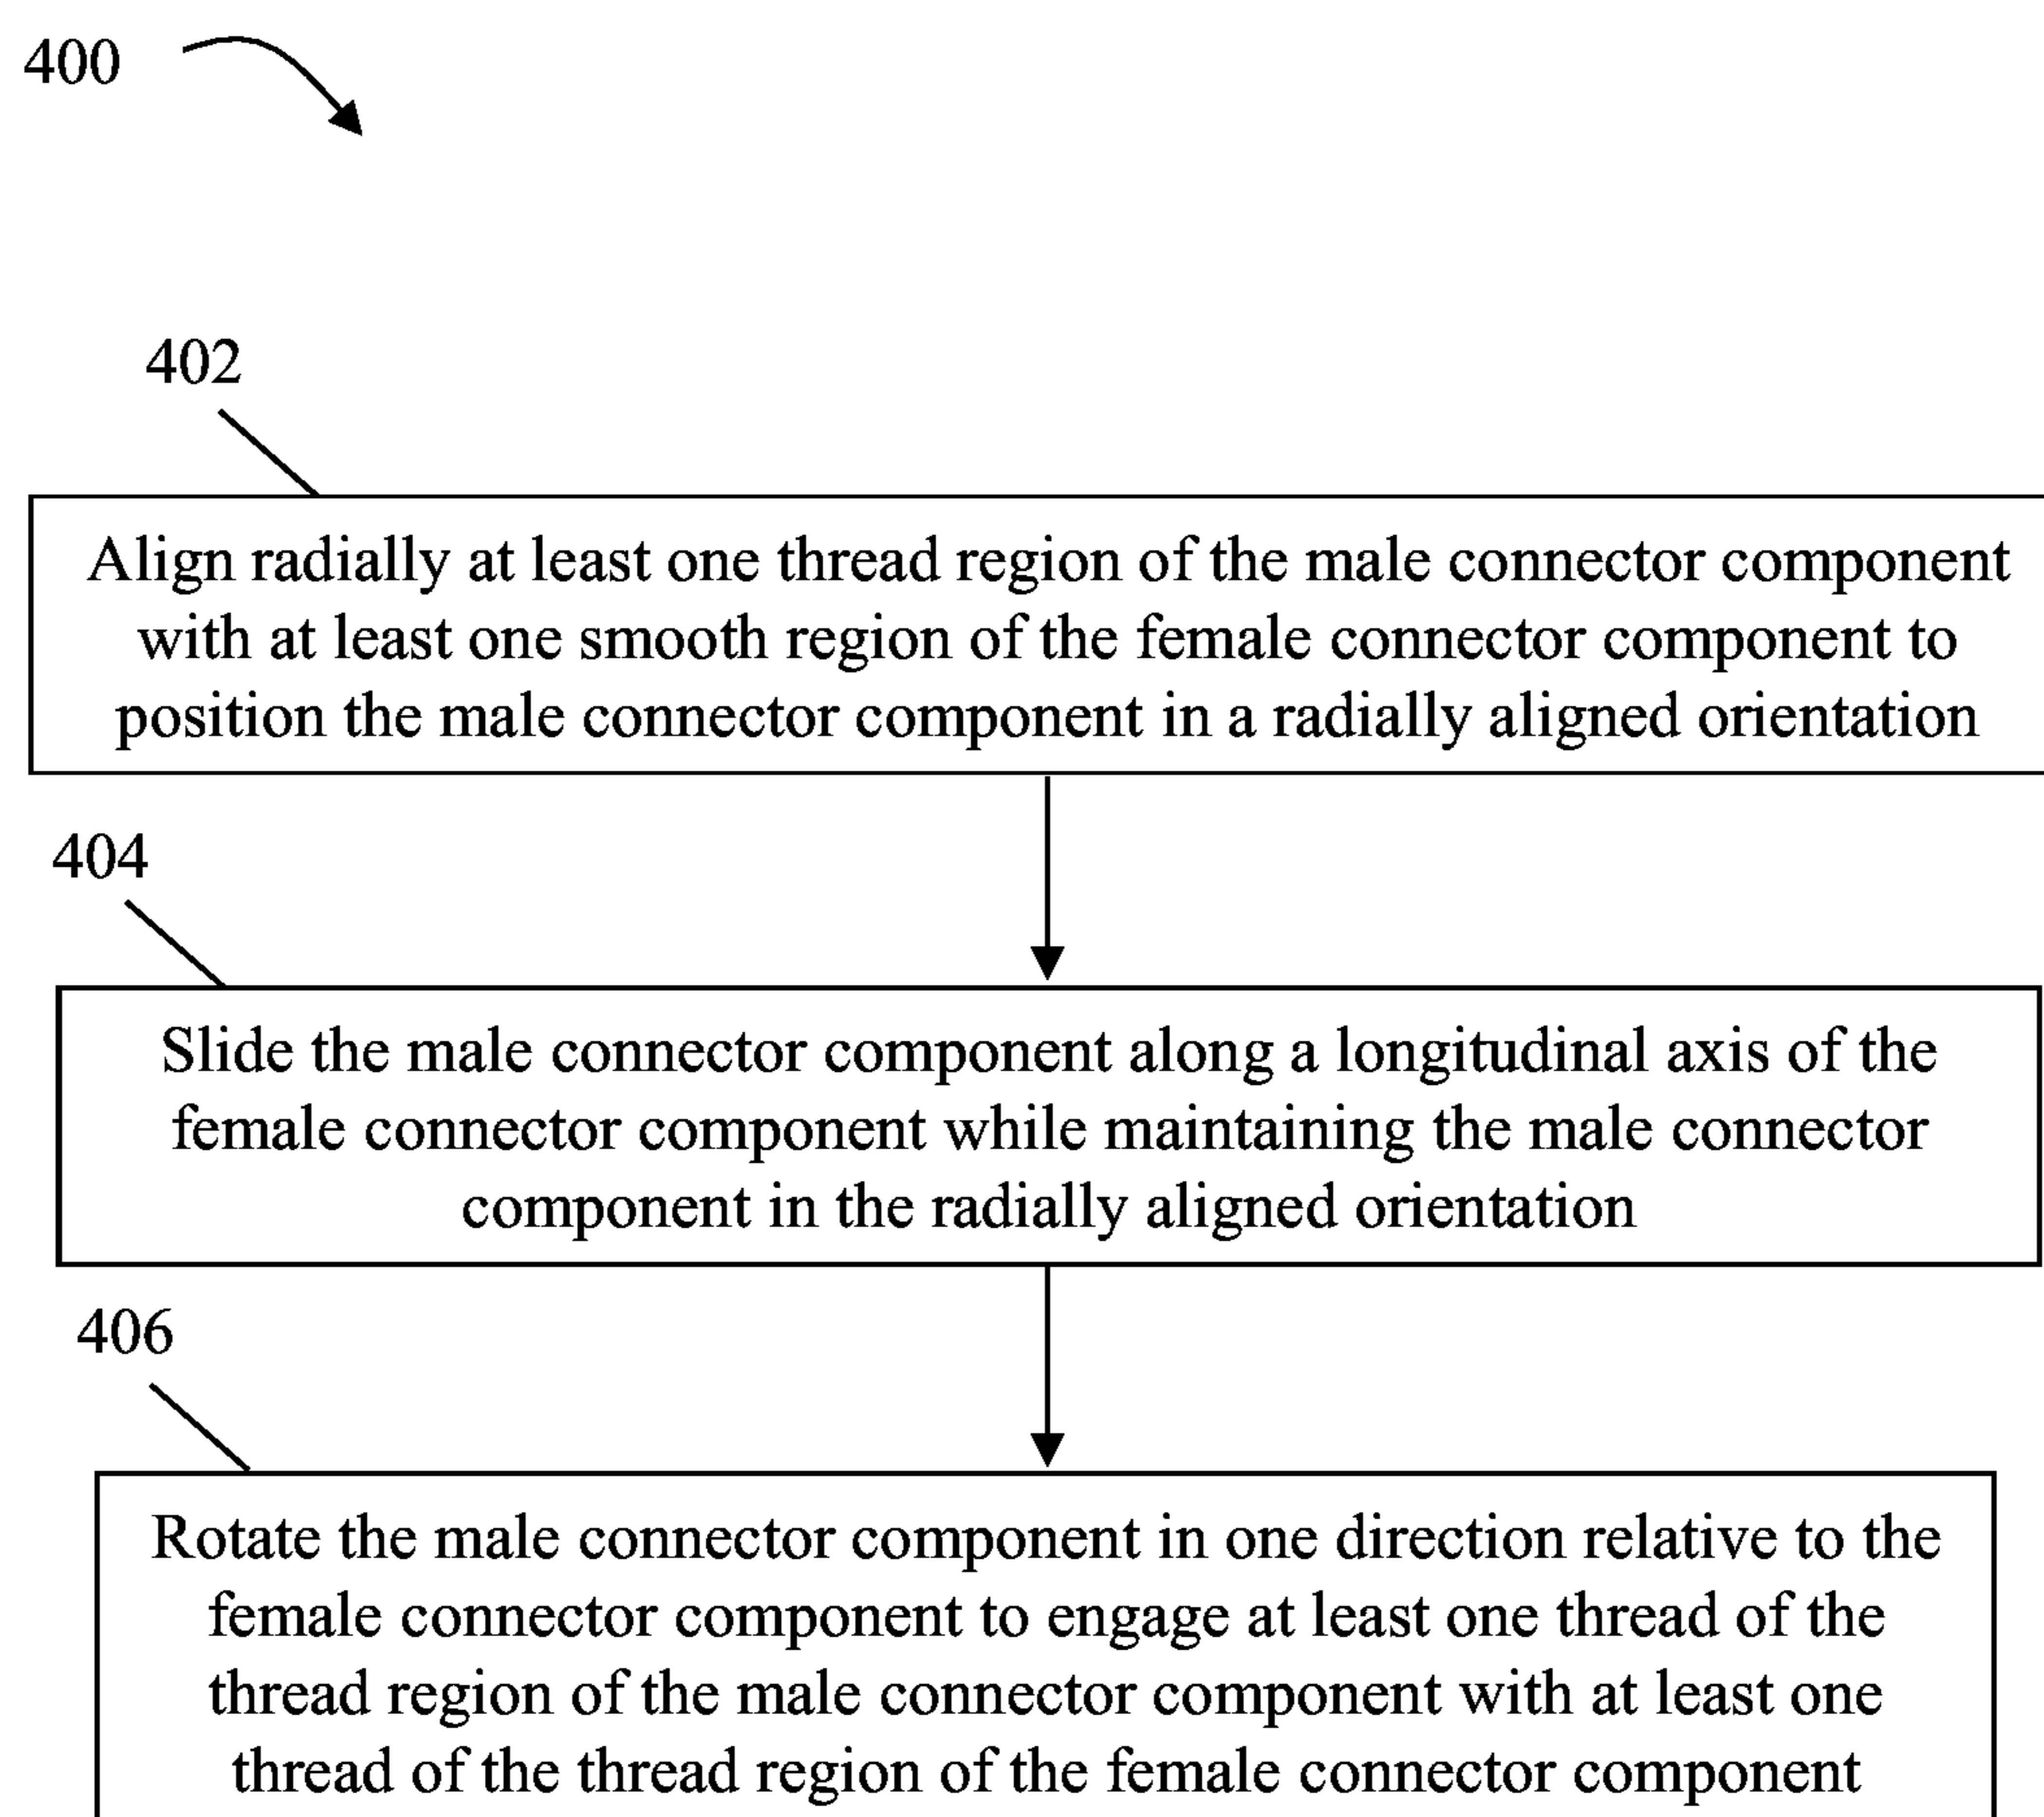 400
402
Align radially at least one thread region of the male connector component
with at least one smooth region of the female connector component to
position the male connector component in a radially aligned orientation
404
Slide the male connector component along a longitudinal axis of the
female connector component while maintaining the male connector
component in the radially aligned orientation
406
Rotate the male connector component in one direction relative to the
female connector component to engage at least one thread of the
thread region of the male connector component with at least one
thread of the thread region of the female connector component